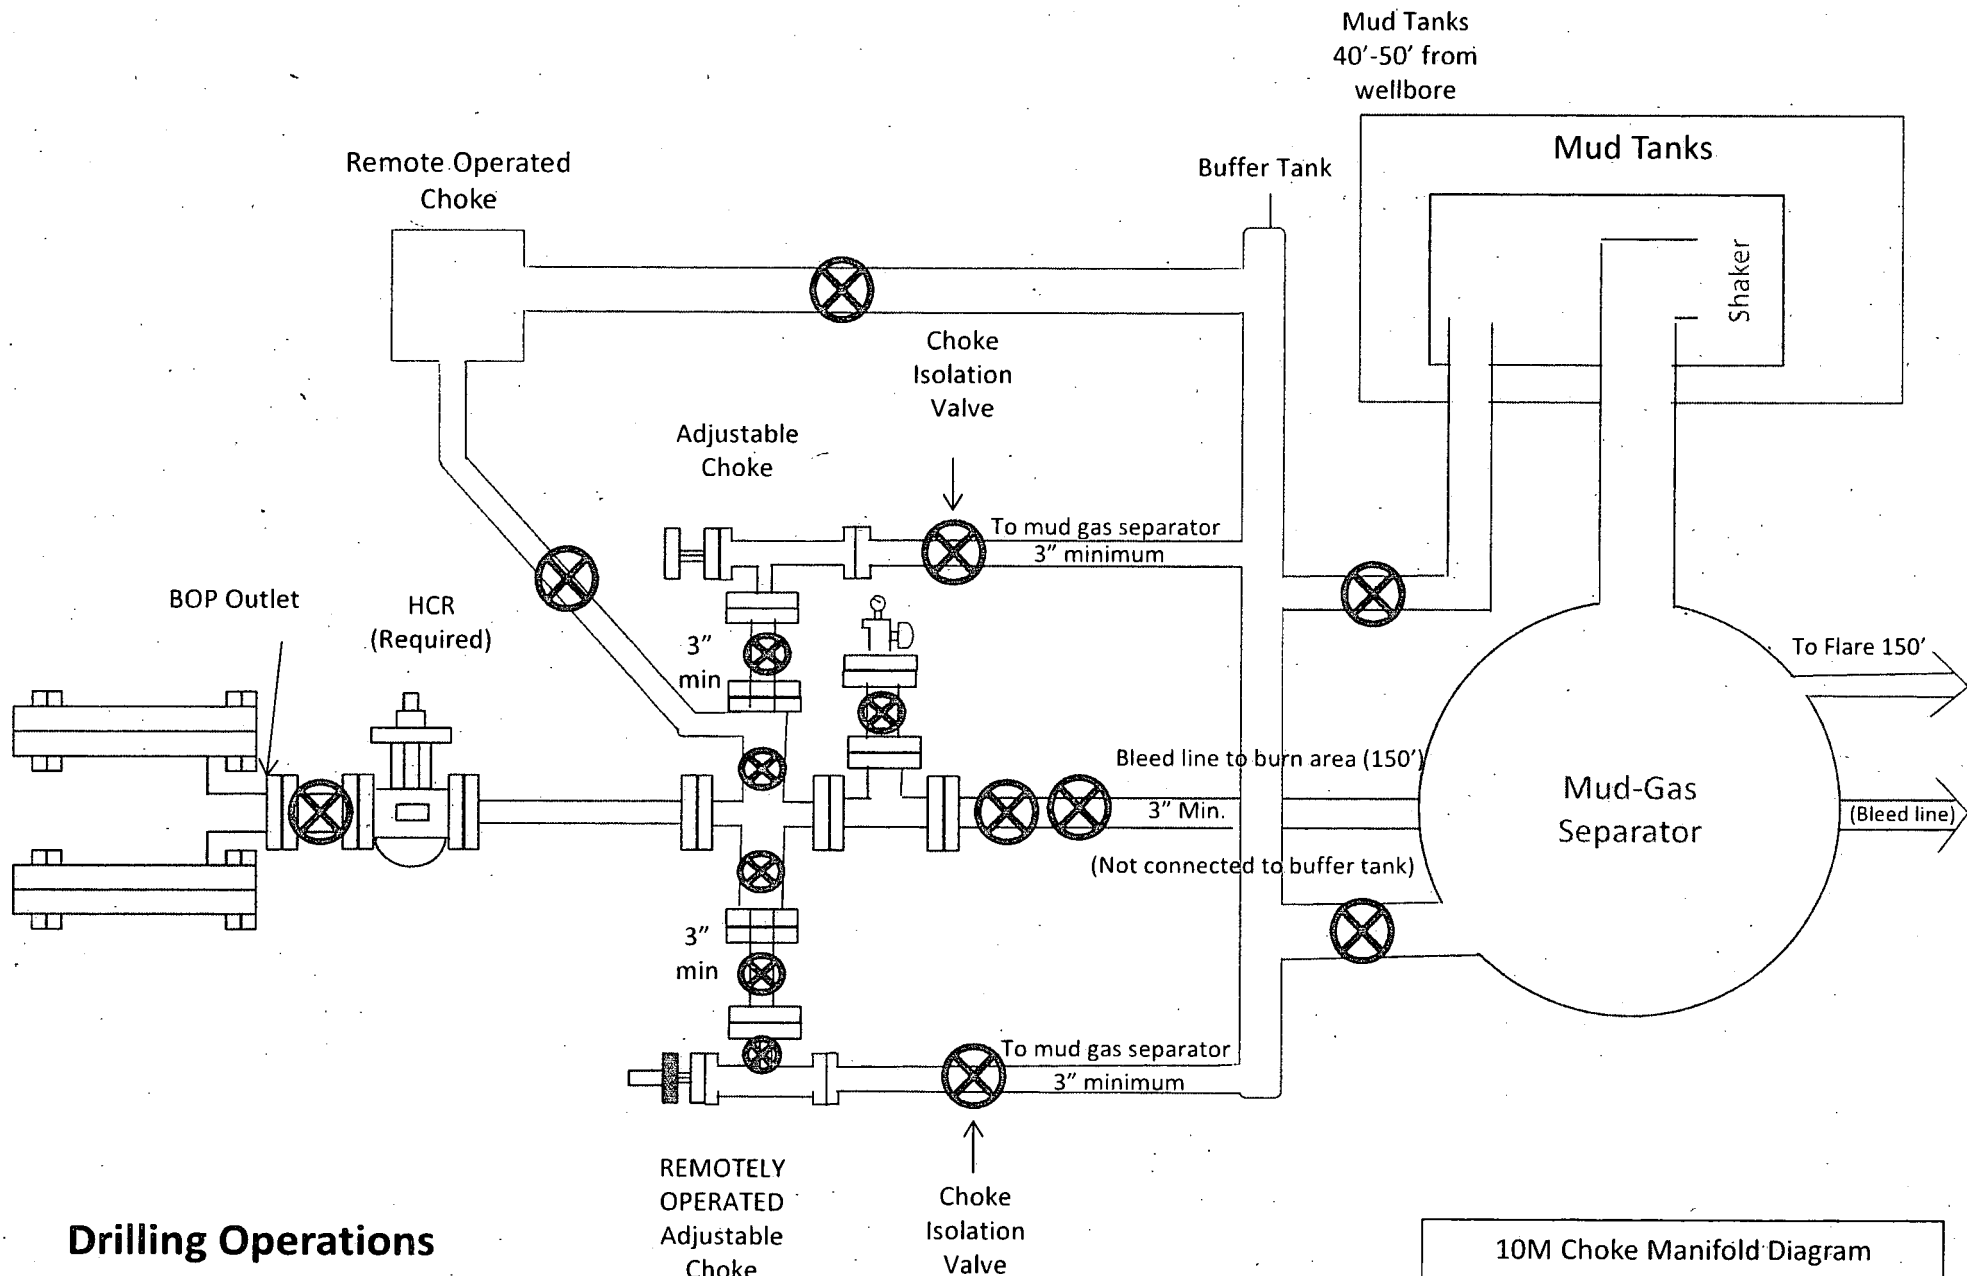 Mud Tanks
40’-50’ from
wellbore
Mud Tanks
Remote Operated
Choke
Buffer Tank
Shaker
Choke
Isolation
Valve
Adjustable
Choke
To mud gas separator
3” minimum
BOP Outlet
HCR
(Required)
3”
min
To Flare 150’
Bleed line to burn area (150’)
3” Min.
(Not connected to buffer tank)
Mud-Gas
Separator
(Bleed line)
3”
min
To mud gas separator
3” minimum
REMOTELY
OPERATED
Adjustable
Choke
Choke
Isolation
Valve
Drilling Operations
10M Choke Manifold Diagram